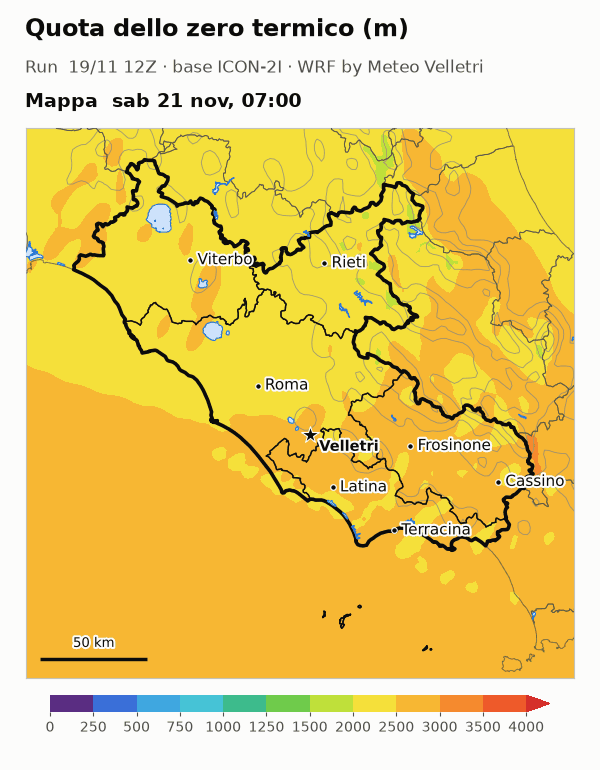 Quota dello zero termico (m)
Run  19/11 12Z · base ICON-2I · WRF by Meteo Velletri
Mappa  sab 21 nov, 07:00
Viterbo
Rieti
Roma
Velletri
Frosinone
Cassino
Latina
Terracina
50 km
0 250 500 750 1000 1250 1500 2000 2500 3000 3500 4000